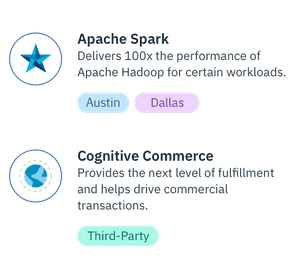 Apache Spark
Delivers 100x the performance of
Apache Hadoop for certain workloads.
Austin Dallas
Cognitive Commerce
Provides the next level of fulfillment
and helps drive commercial
transactions.
Third-Party